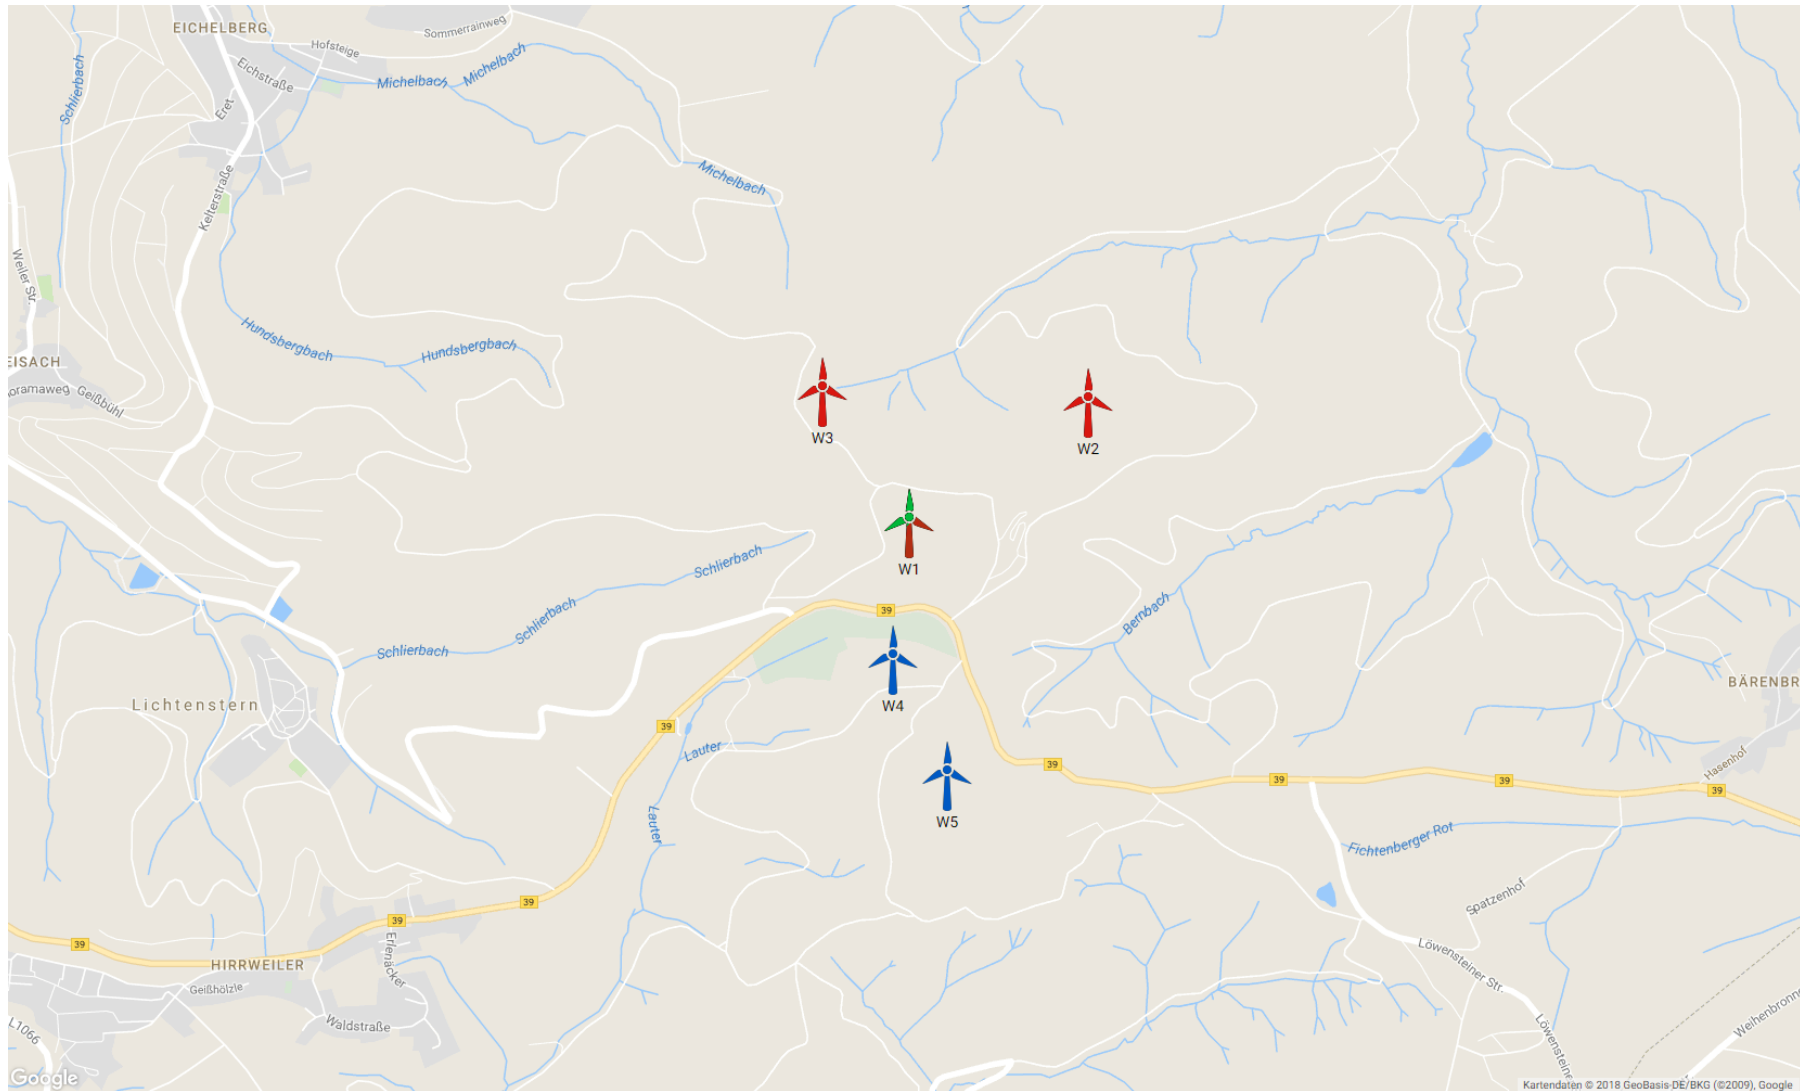 EICHELBERG
Sommerrainweg
Hofsteige
Eichstraße
Michelbach
Michelbach
Schlierbach
Eret
Michelbach
Kelterstraße
Weiler Str.
Hundsbergbach
Hundsbergbach
EISACH
oramaweg
Geißbühl
W3
W2
W1
Schlierbach
Schlierbach
Schlierbach
Bernbach
39
Lichtenstern
BÄRENBR
W4
39
Lauter
Hasenhof
39
39
39
39
W5
Lauter
Fichtenberger Rot
Spatzenhof
39
39
39
Erlenäcker
Löwensteiner Str.
HIRRWEILER
Geißhölzle
Waldstraße
L1066
Löwensteine
Weihenbronne
Google
Kartendaten © 2018 GeoBasis-DE/BKG (©2009), Google